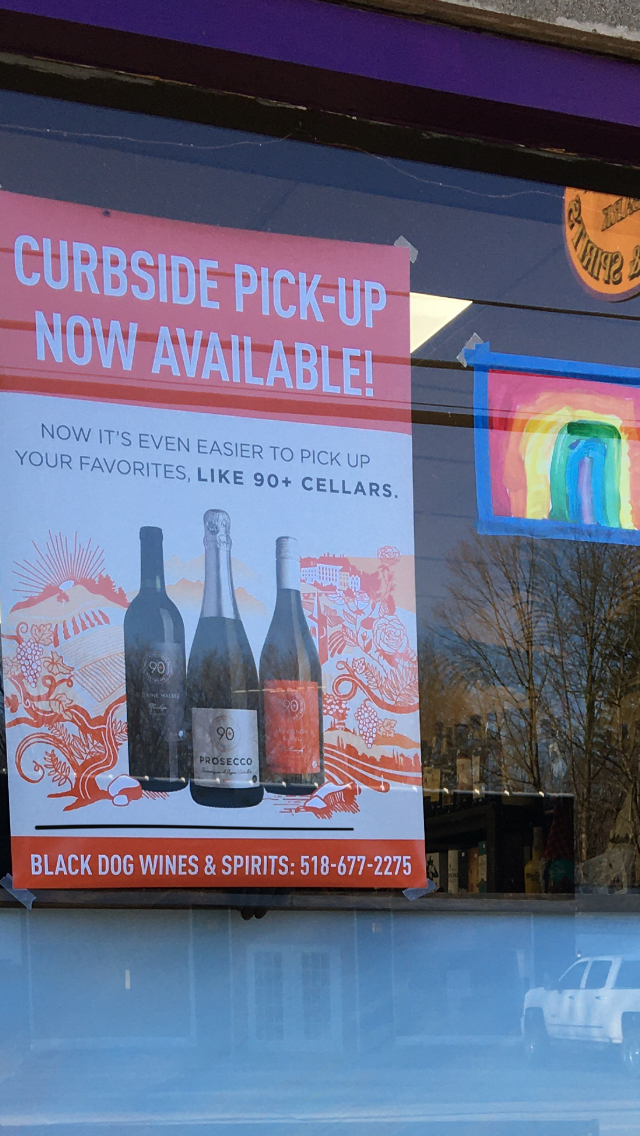 CURBSIDE PICK-UP
NOW AVAILABLE!
NOW IT'S EVEN EASIER TO PICK UP
YOUR FAVORITES, LIKE 90+ CELLARS.
90
90
90
PROSECCO
BLACK DOG WINES & SPIRITS: 518-677-2275
& SPIRITS